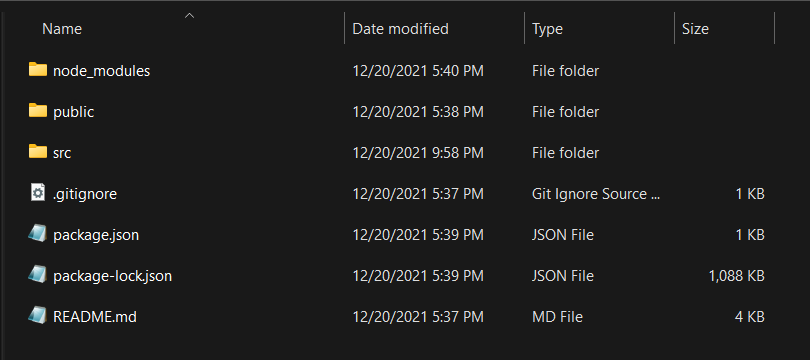 Name Date modified Type Size
node_modules 12/20/2021 5:40 PM File folder
public 12/20/2021 5:38 PM File folder
src 12/20/2021 9:58 PM File folder
.gitignore 12/20/2021 5:37 PM Git Ignore Source ... 1 KB
package.json 12/20/2021 5:39 PM JSON File 1 KB
package-lock.json 12/20/2021 5:39 PM JSON File 1,088 KB
README.md 12/20/2021 5:37 PM MD File 4 KB